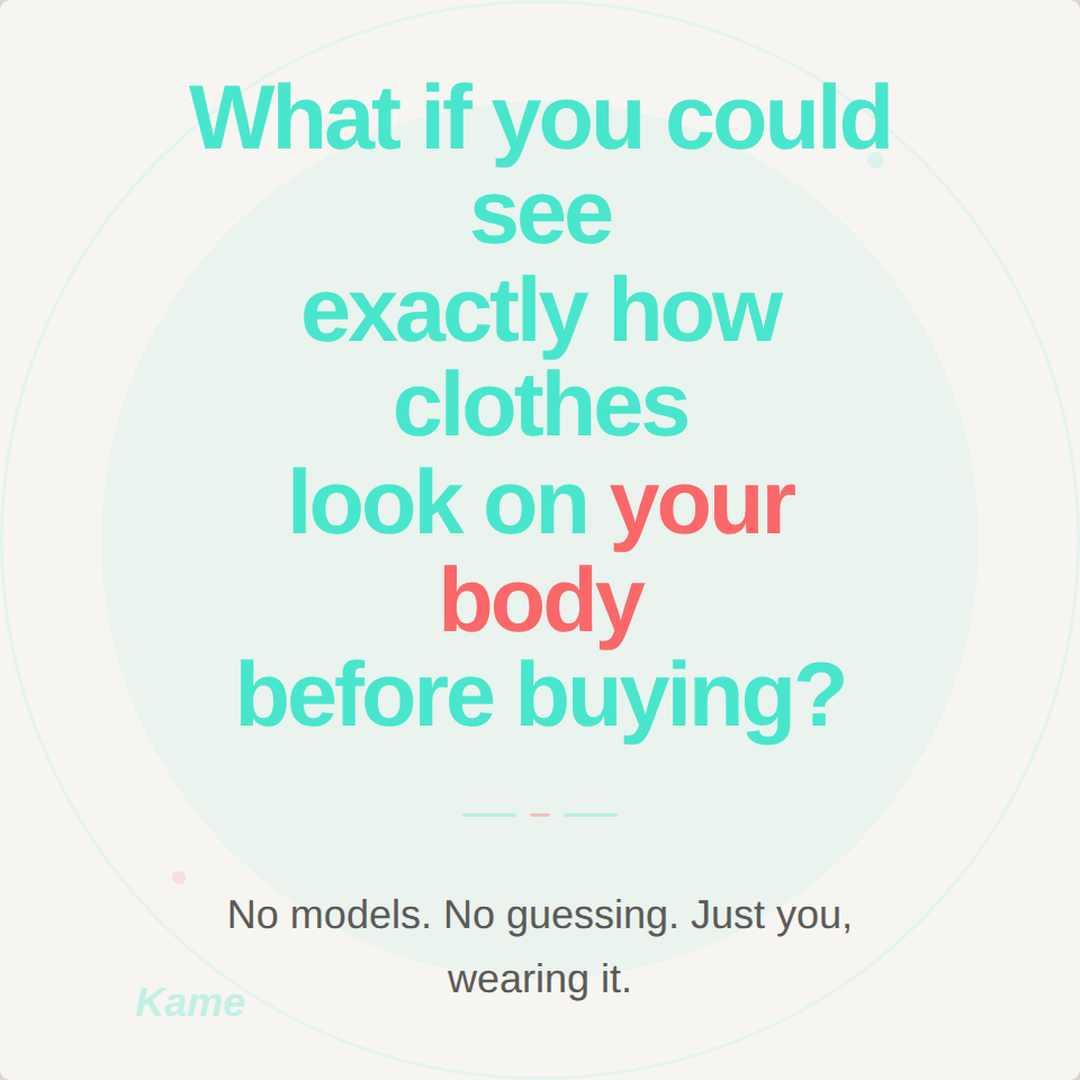 What if you could
see
exactly how
clothes
look on your
body
before buying?
No models. No guessing. Just you,
wearing it.
Kame